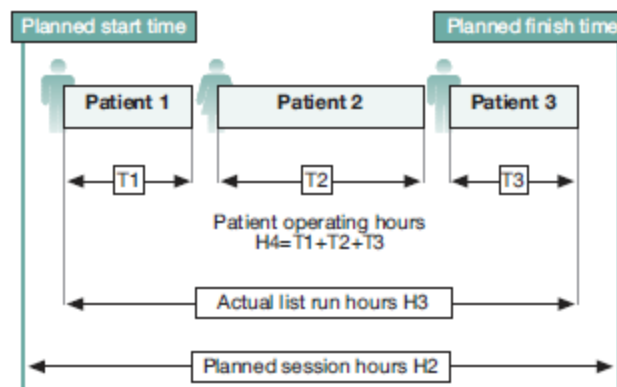 Planned start time
Planned finish time
Patient 1
Patient 2
Patient 3
T1
T2
T3
Patient operating hours
H4=T1+T2+T3
Actual list run hours H3
Planned session hours H2